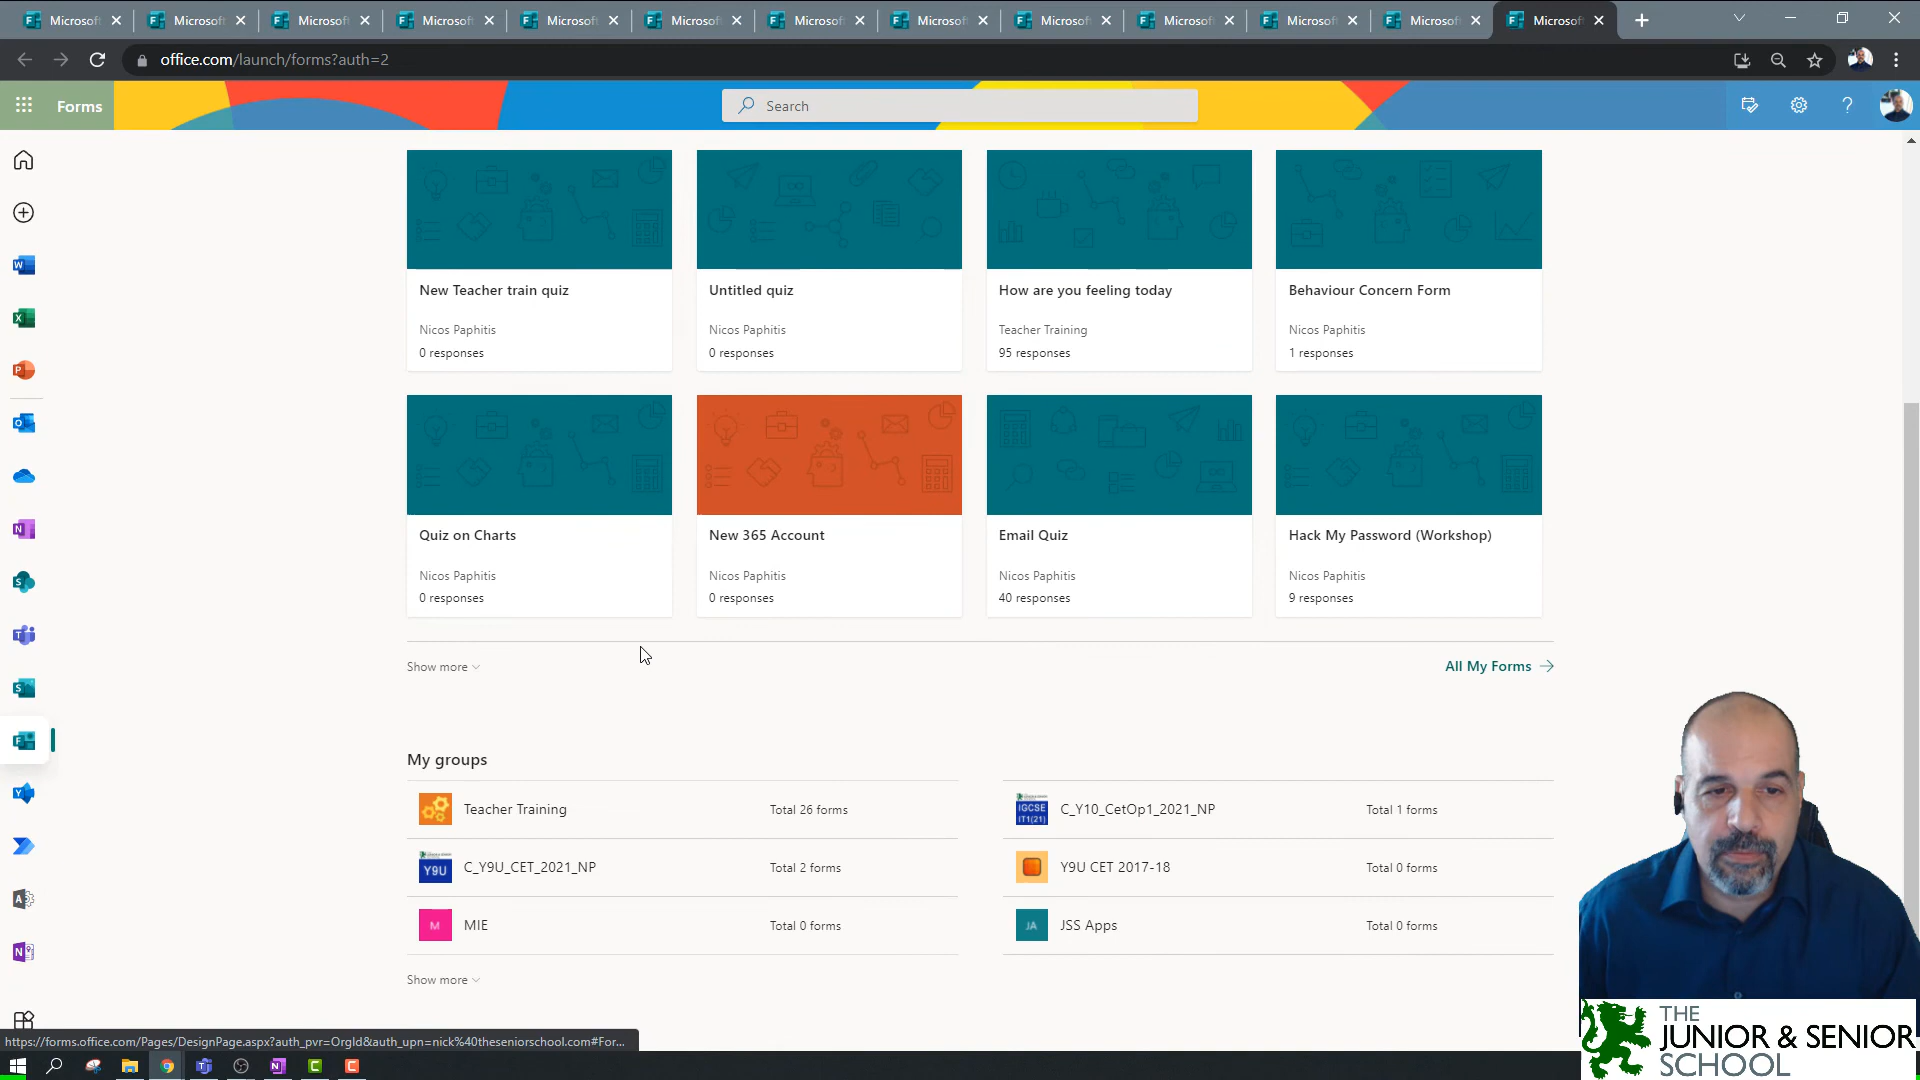 Microsoft Microsoft Microsoft Microsoft Microsoft Microsoft Microsoft Microsoft Microsoft Microsoft Microsoft Microsoft Microsoft
office.com/launch/forms?auth=2
Forms
Search
New Teacher train quiz
Nicos Paphitis
0 responses
Untitled quiz
Nicos Paphitis
0 responses
How are you feeling today
Teacher Training
95 responses
Behaviour Concern Form
Nicos Paphitis
1 responses
Quiz on Charts
Nicos Paphitis
0 responses
New 365 Account
Nicos Paphitis
0 responses
Email Quiz
Nicos Paphitis
40 responses
Hack My Password (Workshop)
Nicos Paphitis
9 responses
Show more
All My Forms
My groups
Teacher Training Total 26 forms
IGCSE
IT1(21)
C_Y10_CetOp1_2021_NP Total 1 forms
Y9U
C_Y9U_CET_2021_NP Total 2 forms
Y9U CET 2017-18 Total 0 forms
M
MIE Total 0 forms
JA
JSS Apps Total 0 forms
Show more
https://forms.office.com/Pages/DesignPage.aspx?auth_pvr=OrgId&auth_upn=nick%40theseniorschool.com#For...
THE
JUNIOR & SENIOR
SCHOOL